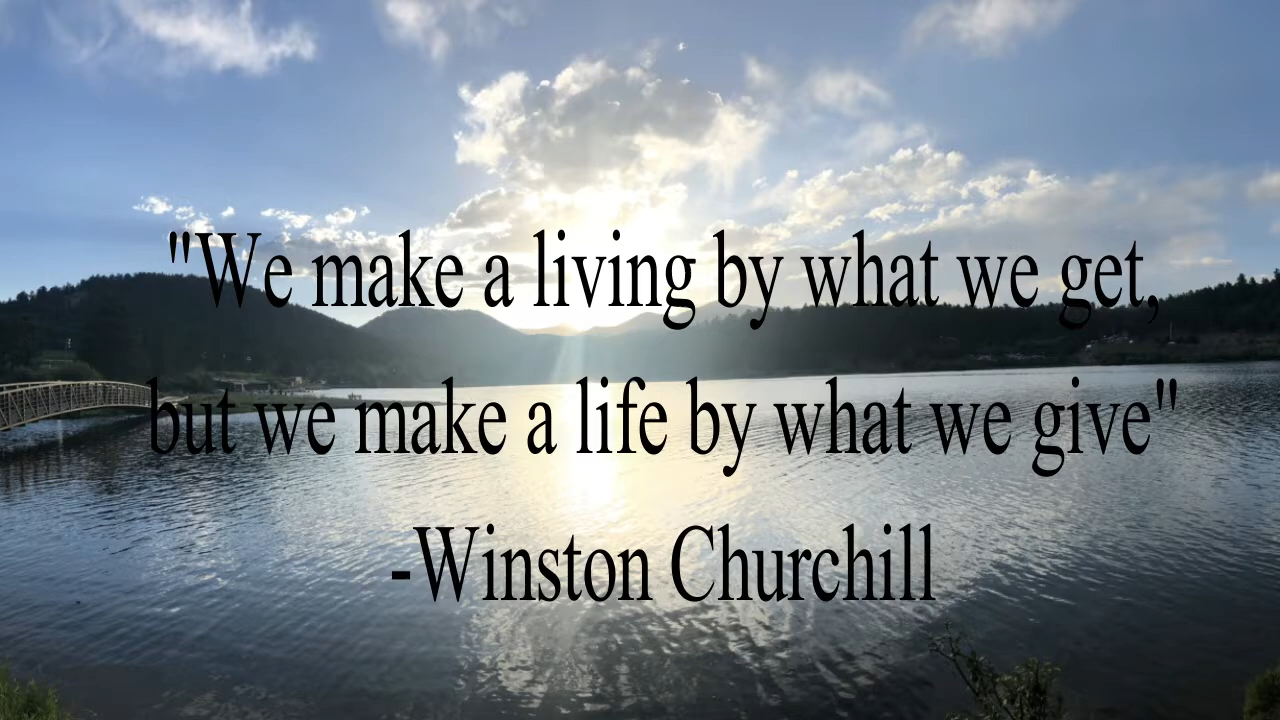 "We make a living by what we get,
but we make a life by what we give"
-Winston Churchill